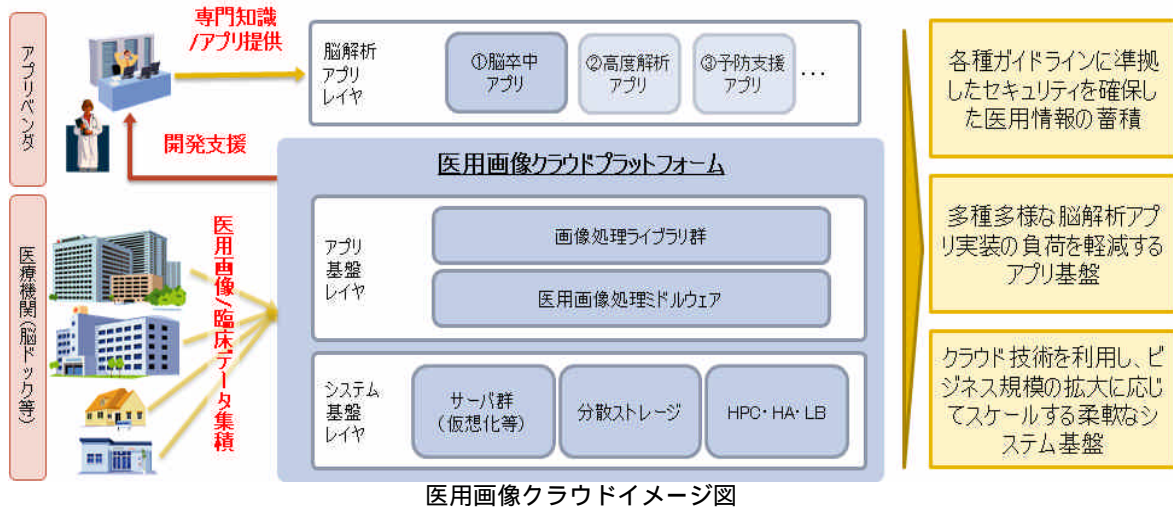 アプリベンダ
専門知識
/アプリ提供
開発支援
脳解析
アプリ
レイヤ
①脳卒中
アプリ
②高度解析
アプリ
③予防支援
アプリ
...
医用画像クラウドプラットフォーム
医療機関(脳ドック等)
医用画像/臨床データ集積
アプリ
基盤
レイヤ
画像処理ライブラリ群
医用画像処理ミドルウェア
システム
基盤
レイヤ
サーバ群
(仮想化等)
分散ストレージ
HPC・HA・LB
各種ガイドラインに準拠
したセキュリティを確保し
た医用情報の蓄積
多種多様な脳解析アプ
リ実装の負荷を軽減する
アプリ基盤
クラウド技術を利用し、ビ
ジネス規模の拡大に応じ
てスケールする柔軟なシ
ステム基盤
医用画像クラウドイメージ図